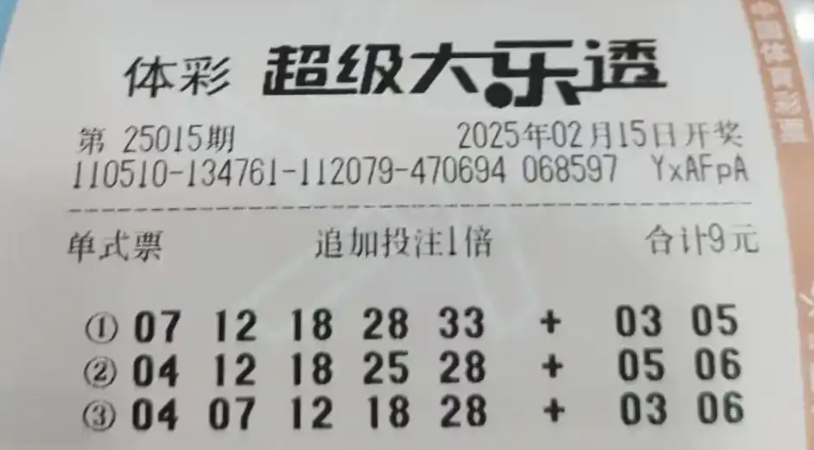 体彩 超级大乐透
第 25015期 2025年02月15日开奖
110510-134761-112079-470694 068597 YxAFpA
单式票 追加投注1倍 合计9元
① 07 12 18 28 33 + 03 05
② 04 12 18 25 28 + 05 06
③ 04 07 12 18 28 + 03 06
中国体育彩票